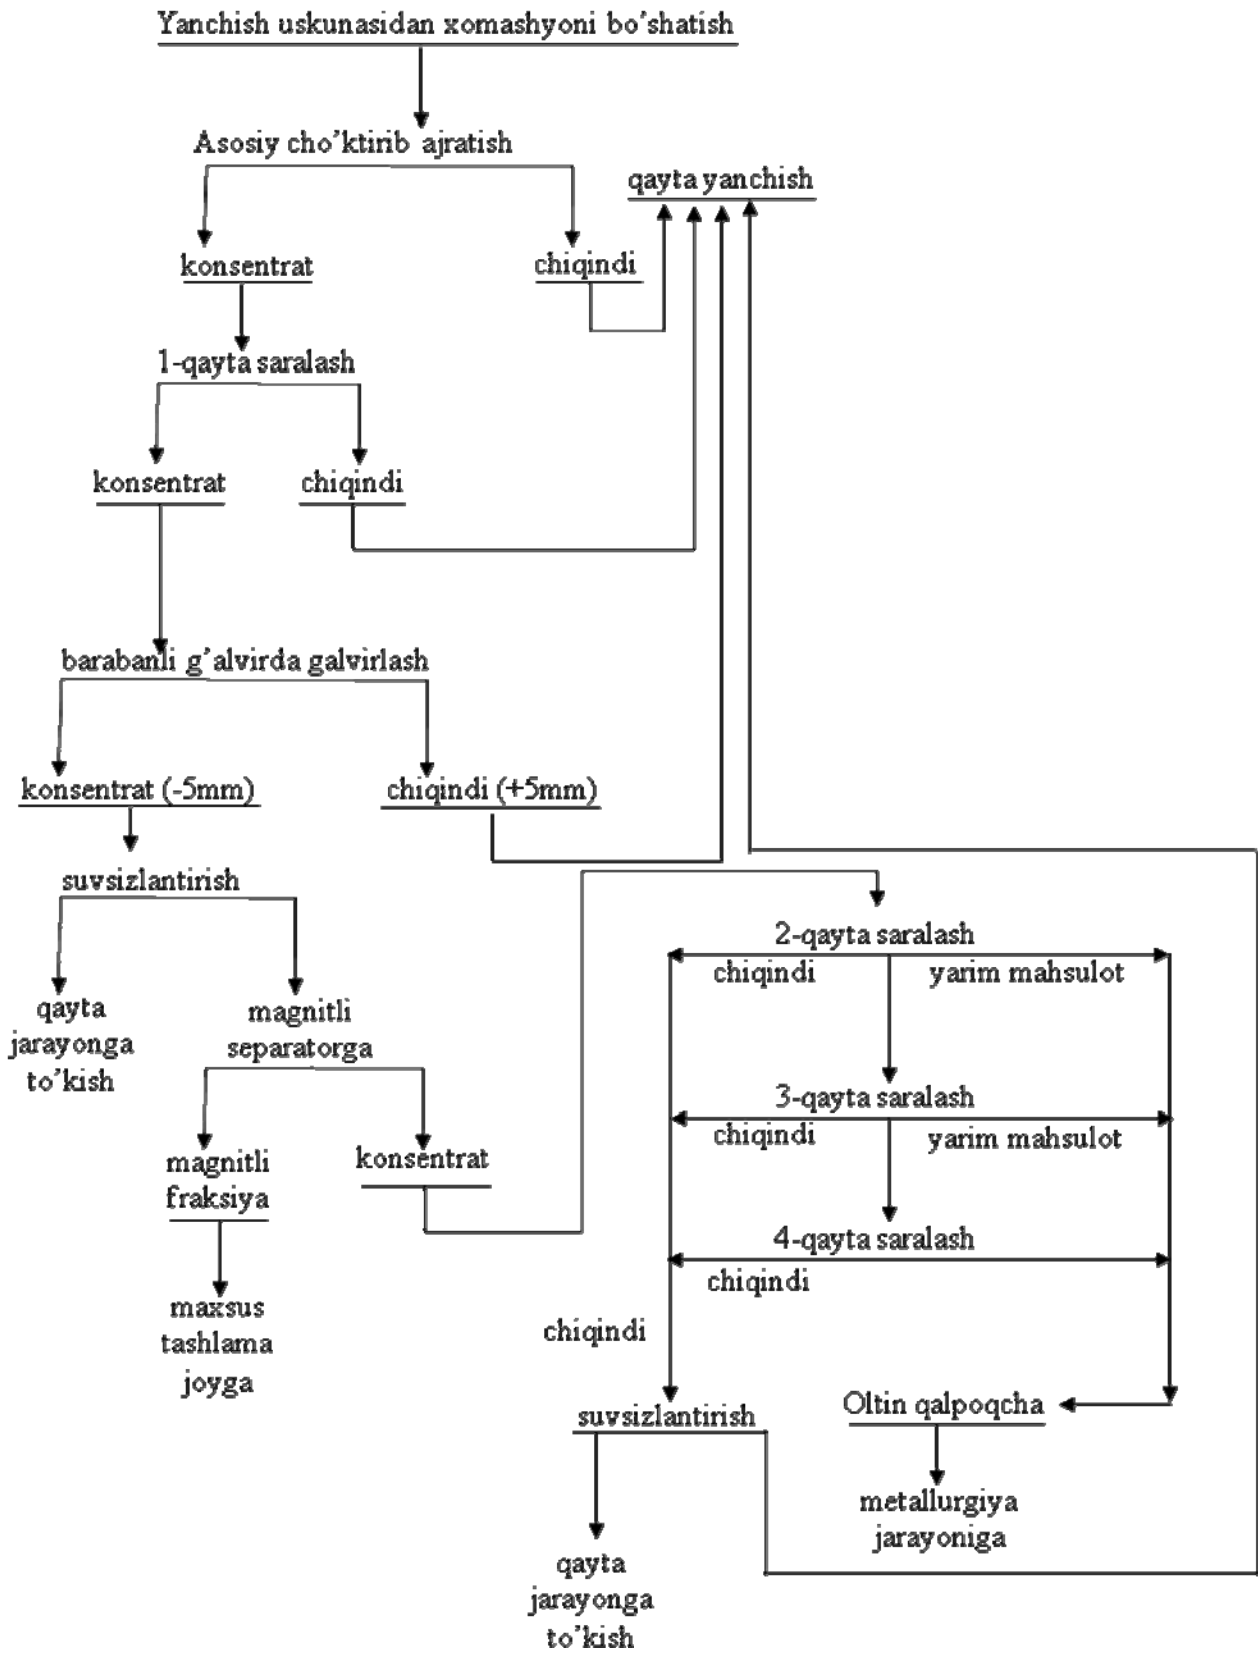 Yanchish uskunasidan xomashyoni bo'shatish
Asosiy cho'ktirib ajratish
qayta yanchish
konsentrat
chiqindi
1-qayta saralash
konsentrat
chiqindi
barabanli g'alvirda galvirlash
konsentrat (-5mm)
chiqindi (+5mm)
suvsizlantirish
qayta
jarayonga
to'kish
magnitli
separatorga
magnitli
fraksiya
konsentrat
maxsus
tashlama
joyga
2-qayta saralash
chiqindi
yarim mahsulot
3-qayta saralash
chiqindi
yarim mahsulot
4-qayta saralash
chiqindi
chiqindi
suvsizlantirish
Oltin qalpoqcha
metallurgiya
jarayoniga
qayta
jarayonga
to'kish